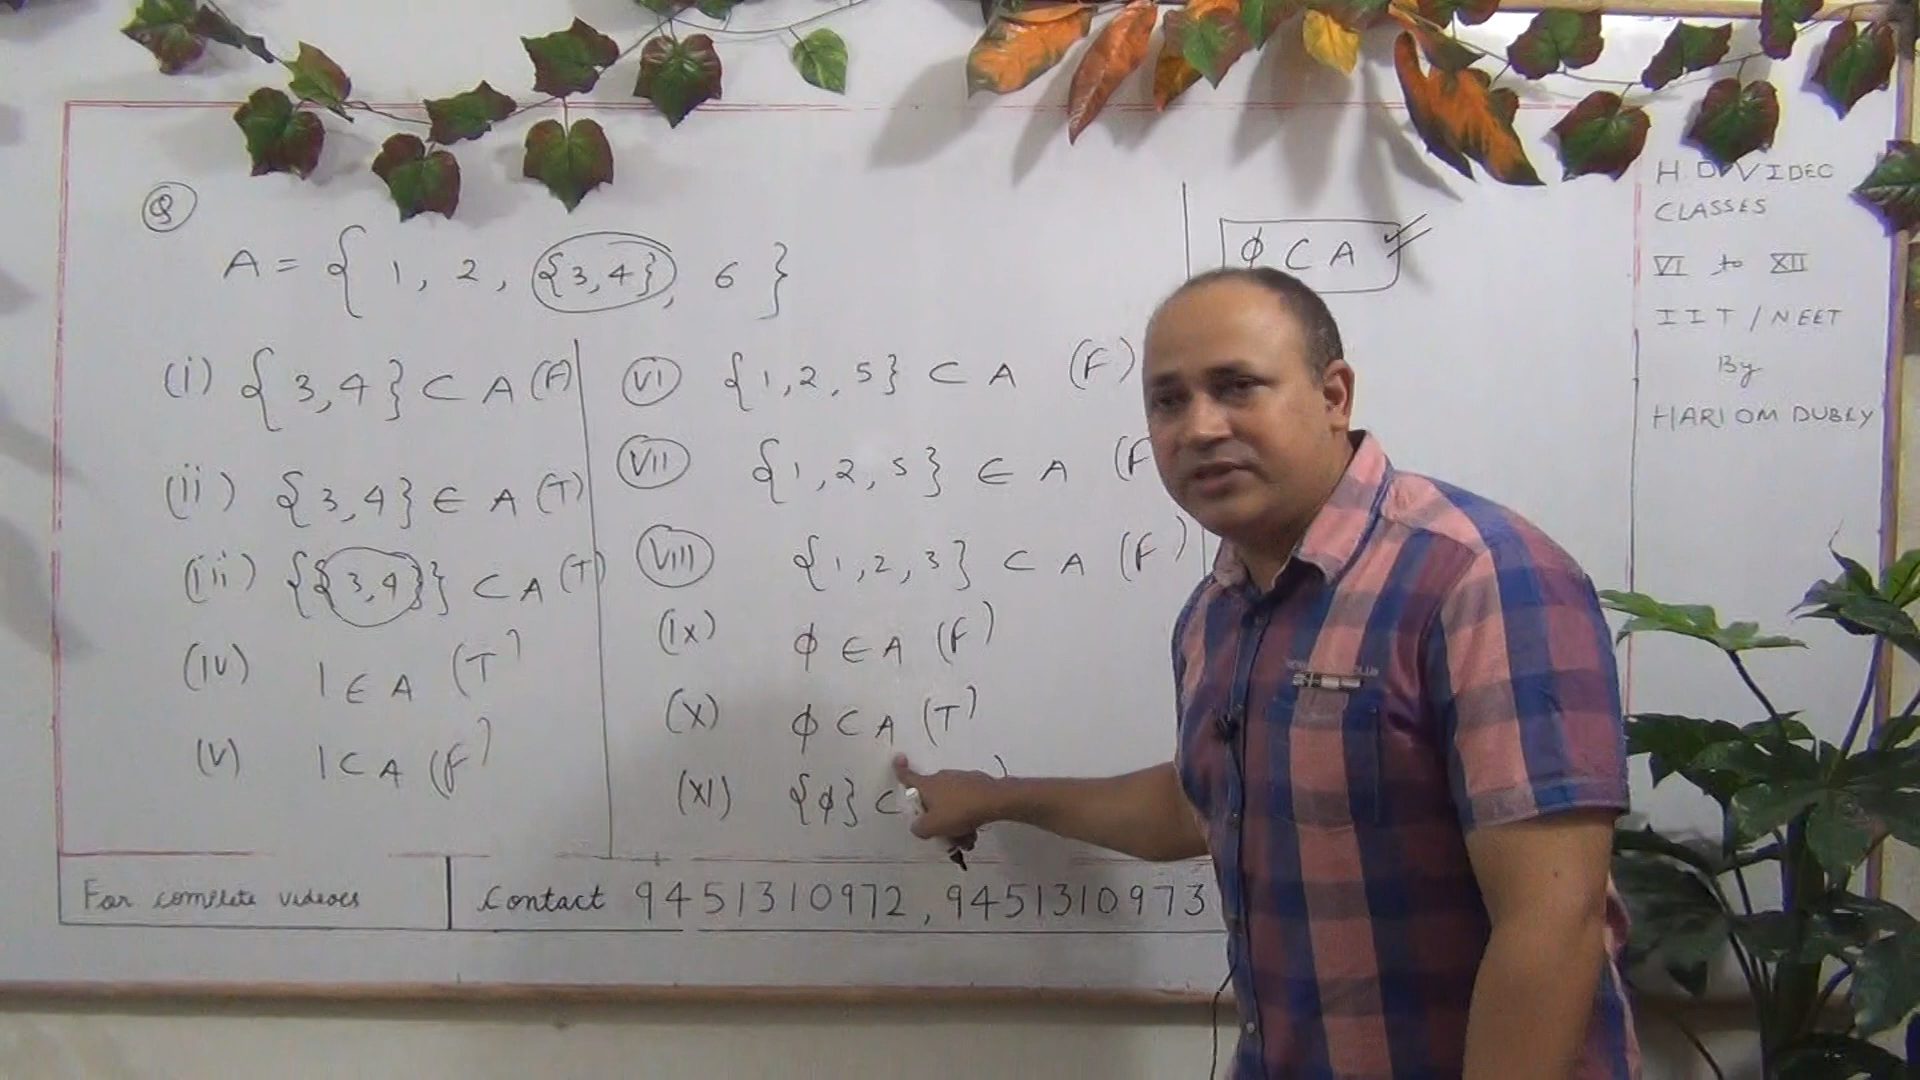 Q
A = { 1, 2, {3,4}, 6 }
(i) {3,4} ⊂ A (F)
(ii) {3,4} ∈ A (T)
(iii) {{3,4}} ⊂ A (T)
(iv) 1 ∈ A (T)
(v) 1 ⊂ A (F)
VI {1,2,5} ⊂ A (F)
VII {1,2,5} ∈ A (F
VIII {1,2,3} ⊂ A (F)
(ix) ϕ ∈ A (F)
(x) ϕ ⊂ A (T)
(xi) {ϕ} ⊂
ϕ ⊂ A
H D VIDEO
CLASSES
VI to XII
IIT / NEET
By
HARI OM DUBEY
For complete videos
Contact 9451310972, 9451310973